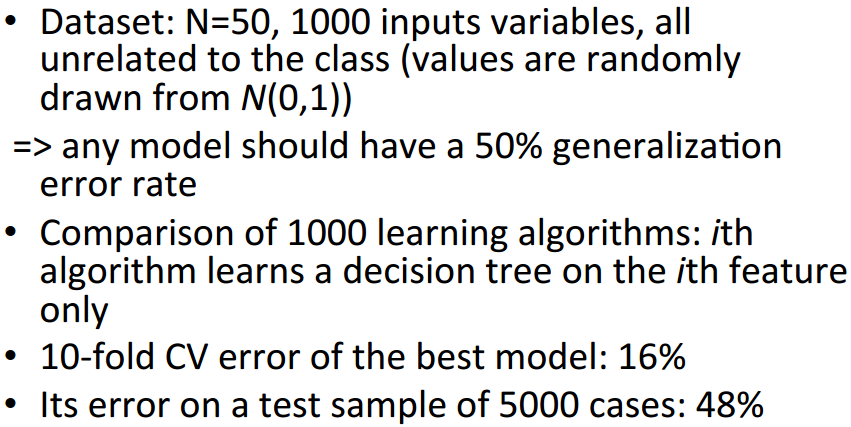 • Dataset: N=50, 1000 inputs variables, all
unrelated to the class (values are randomly
drawn from N(0,1))
=> any model should have a 50% generalization
error rate
• Comparison of 1000 learning algorithms: ith
algorithm learns a decision tree on the ith feature
only
• 10-fold CV error of the best model: 16%
• Its error on a test sample of 5000 cases: 48%